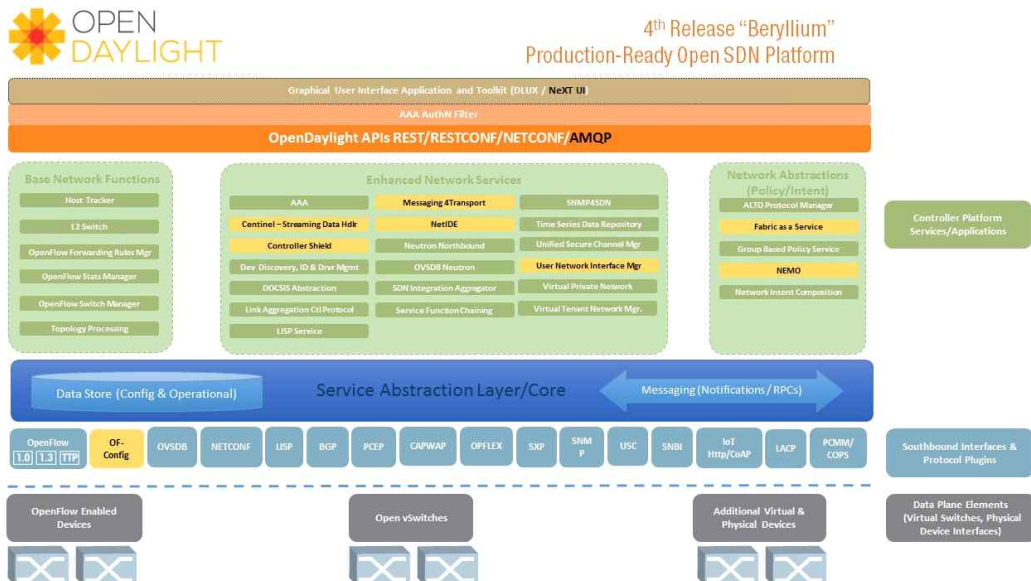 OPEN
DAYLIGHT
4th Release "Beryllium"
Production-Ready Open SDN Platform
Graphical User Interface Application and Toolkit (DLUX / NeXT UI)
AAA AuthN Filter
OpenDaylight APIs REST/RESTCONF/NETCONF/AMQP
Base Network Functions
Host Tracker
L2 Switch
OpenFlow Forwarding Rules Mgr
OpenFlow Stats Manager
OpenFlow Switch Manager
Topology Processing
Enhanced Network Services
AAA
Centinel – Streaming Data Hdlr
Controller Shield
Dev Discovery, ID & Drvr Mgmt
DOCSIS Abstraction
Link Aggregation Ctl Protocol
LISP Service
Messaging 4Transport
NetIDE
Neutron Northbound
OVSDB Neutron
SDN Integration Aggregator
Service Function Chaining
SNMP4SDN
Time Series Data Repository
Unified Secure Channel Mgr
User Network Interface Mgr
Virtual Private Network
Virtual Tenant Network Mgr.
Network Abstractions
(Policy/Intent)
ALTO Protocol Manager
Fabric as a Service
Group Based Policy Service
NEMO
Network Intent Composition
Controller Platform
Services/Applications
Data Store (Config & Operational)
Service Abstraction Layer/Core
Messaging (Notifications / RPCs)
OpenFlow
1.0 1.3 TTP
OF-
Config
OVSDB
NETCONF
LISP
BGP
PCEP
CAPWAP
OPFLEX
SXP
SNM
P
USC
SNBI
IoT
Http/CoAP
LACP
PCMM/
COPS
Southbound Interfaces &
Protocol Plugins
OpenFlow Enabled
Devices
Open vSwitches
Additional Virtual &
Physical Devices
Data Plane Elements
(Virtual Switches, Physical
Device Interfaces)